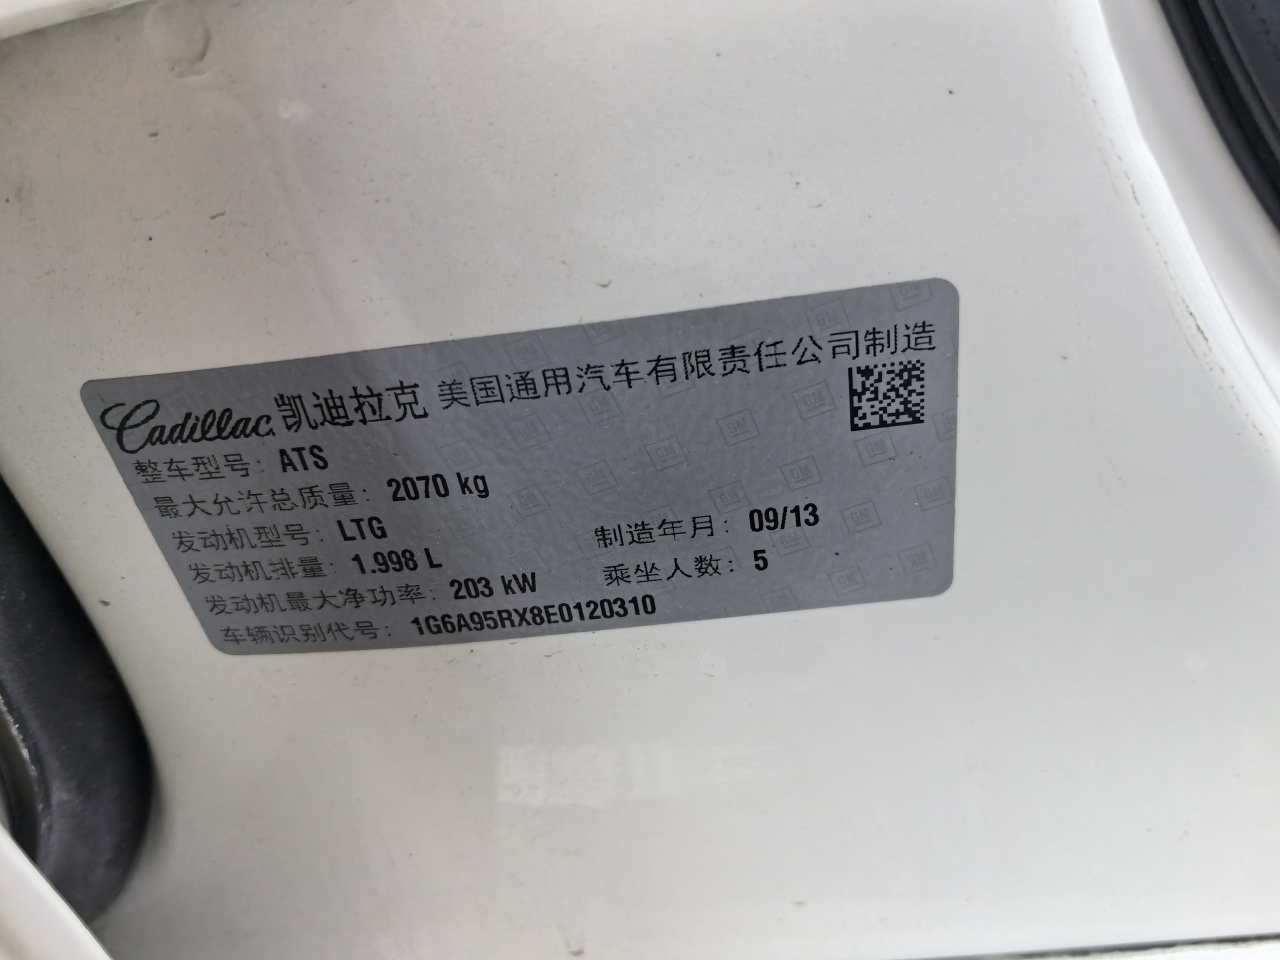 Cadillac 凯迪拉克 美国通用汽车有限责任公司制造
整车型号：ATS
最大允许总质量：2070 kg
发动机型号：LTG 制造年月：09/13
发动机排量：1.998 L 乘坐人数：5
发动机最大净功率：203 kW
车辆识别代号：1G6A95RX8E0120310